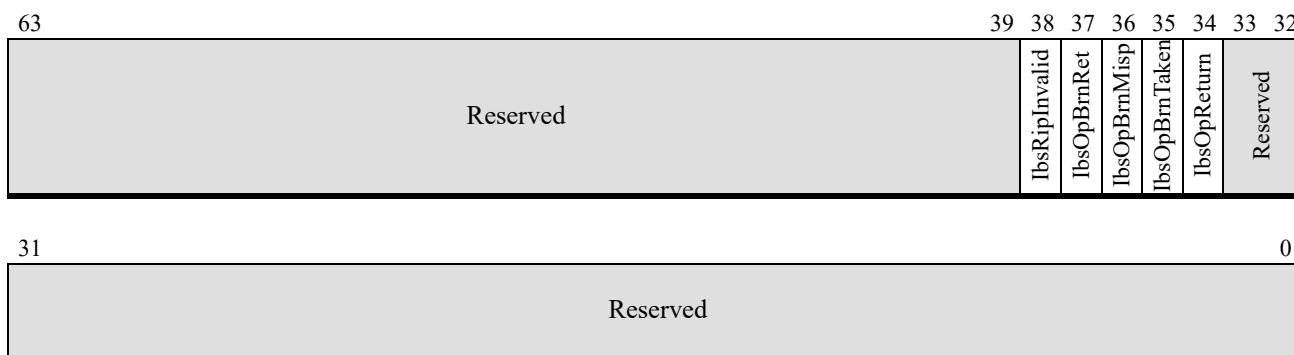 63 39 38 37 36 35 34 33 32
Reserved
IbsRipInvalid
IbsOpBrnRet
IbsOpBrnMisp
IbsOpBrnTaken
IbsOpReturn
Reserved
31 0
Reserved